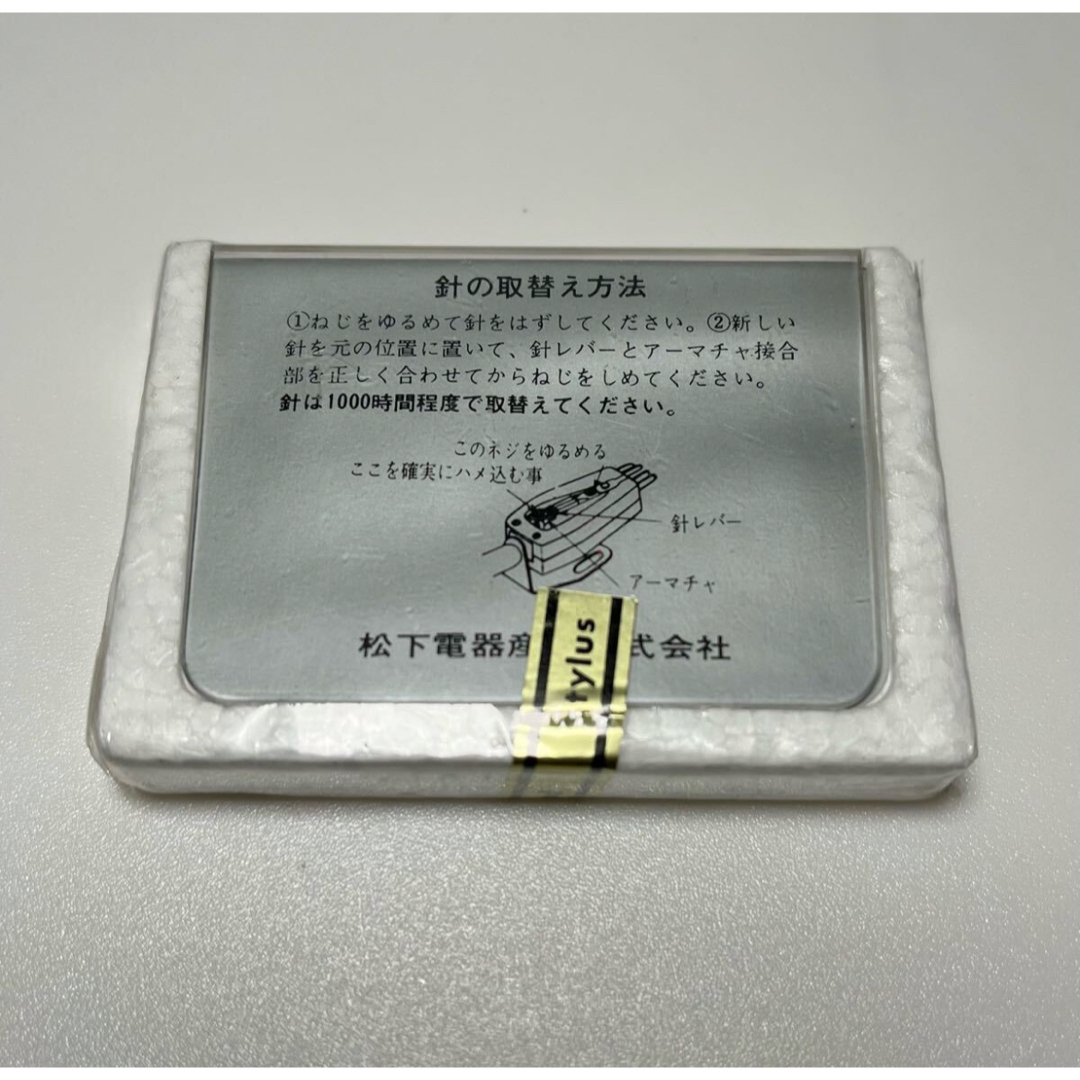 針の取替え方法
①ねじをゆるめて針をはずしてください。②新しい
針を元の位置に置いて、針レバーとアーマチャ接合
部を正しく合わせてからねじをしめてください。
針は1000時間程度で取替えてください。
このネジをゆるめる
ここを確実にハメ込む事
針レバー
アーマチャ
松下電器産 式会社
tylus